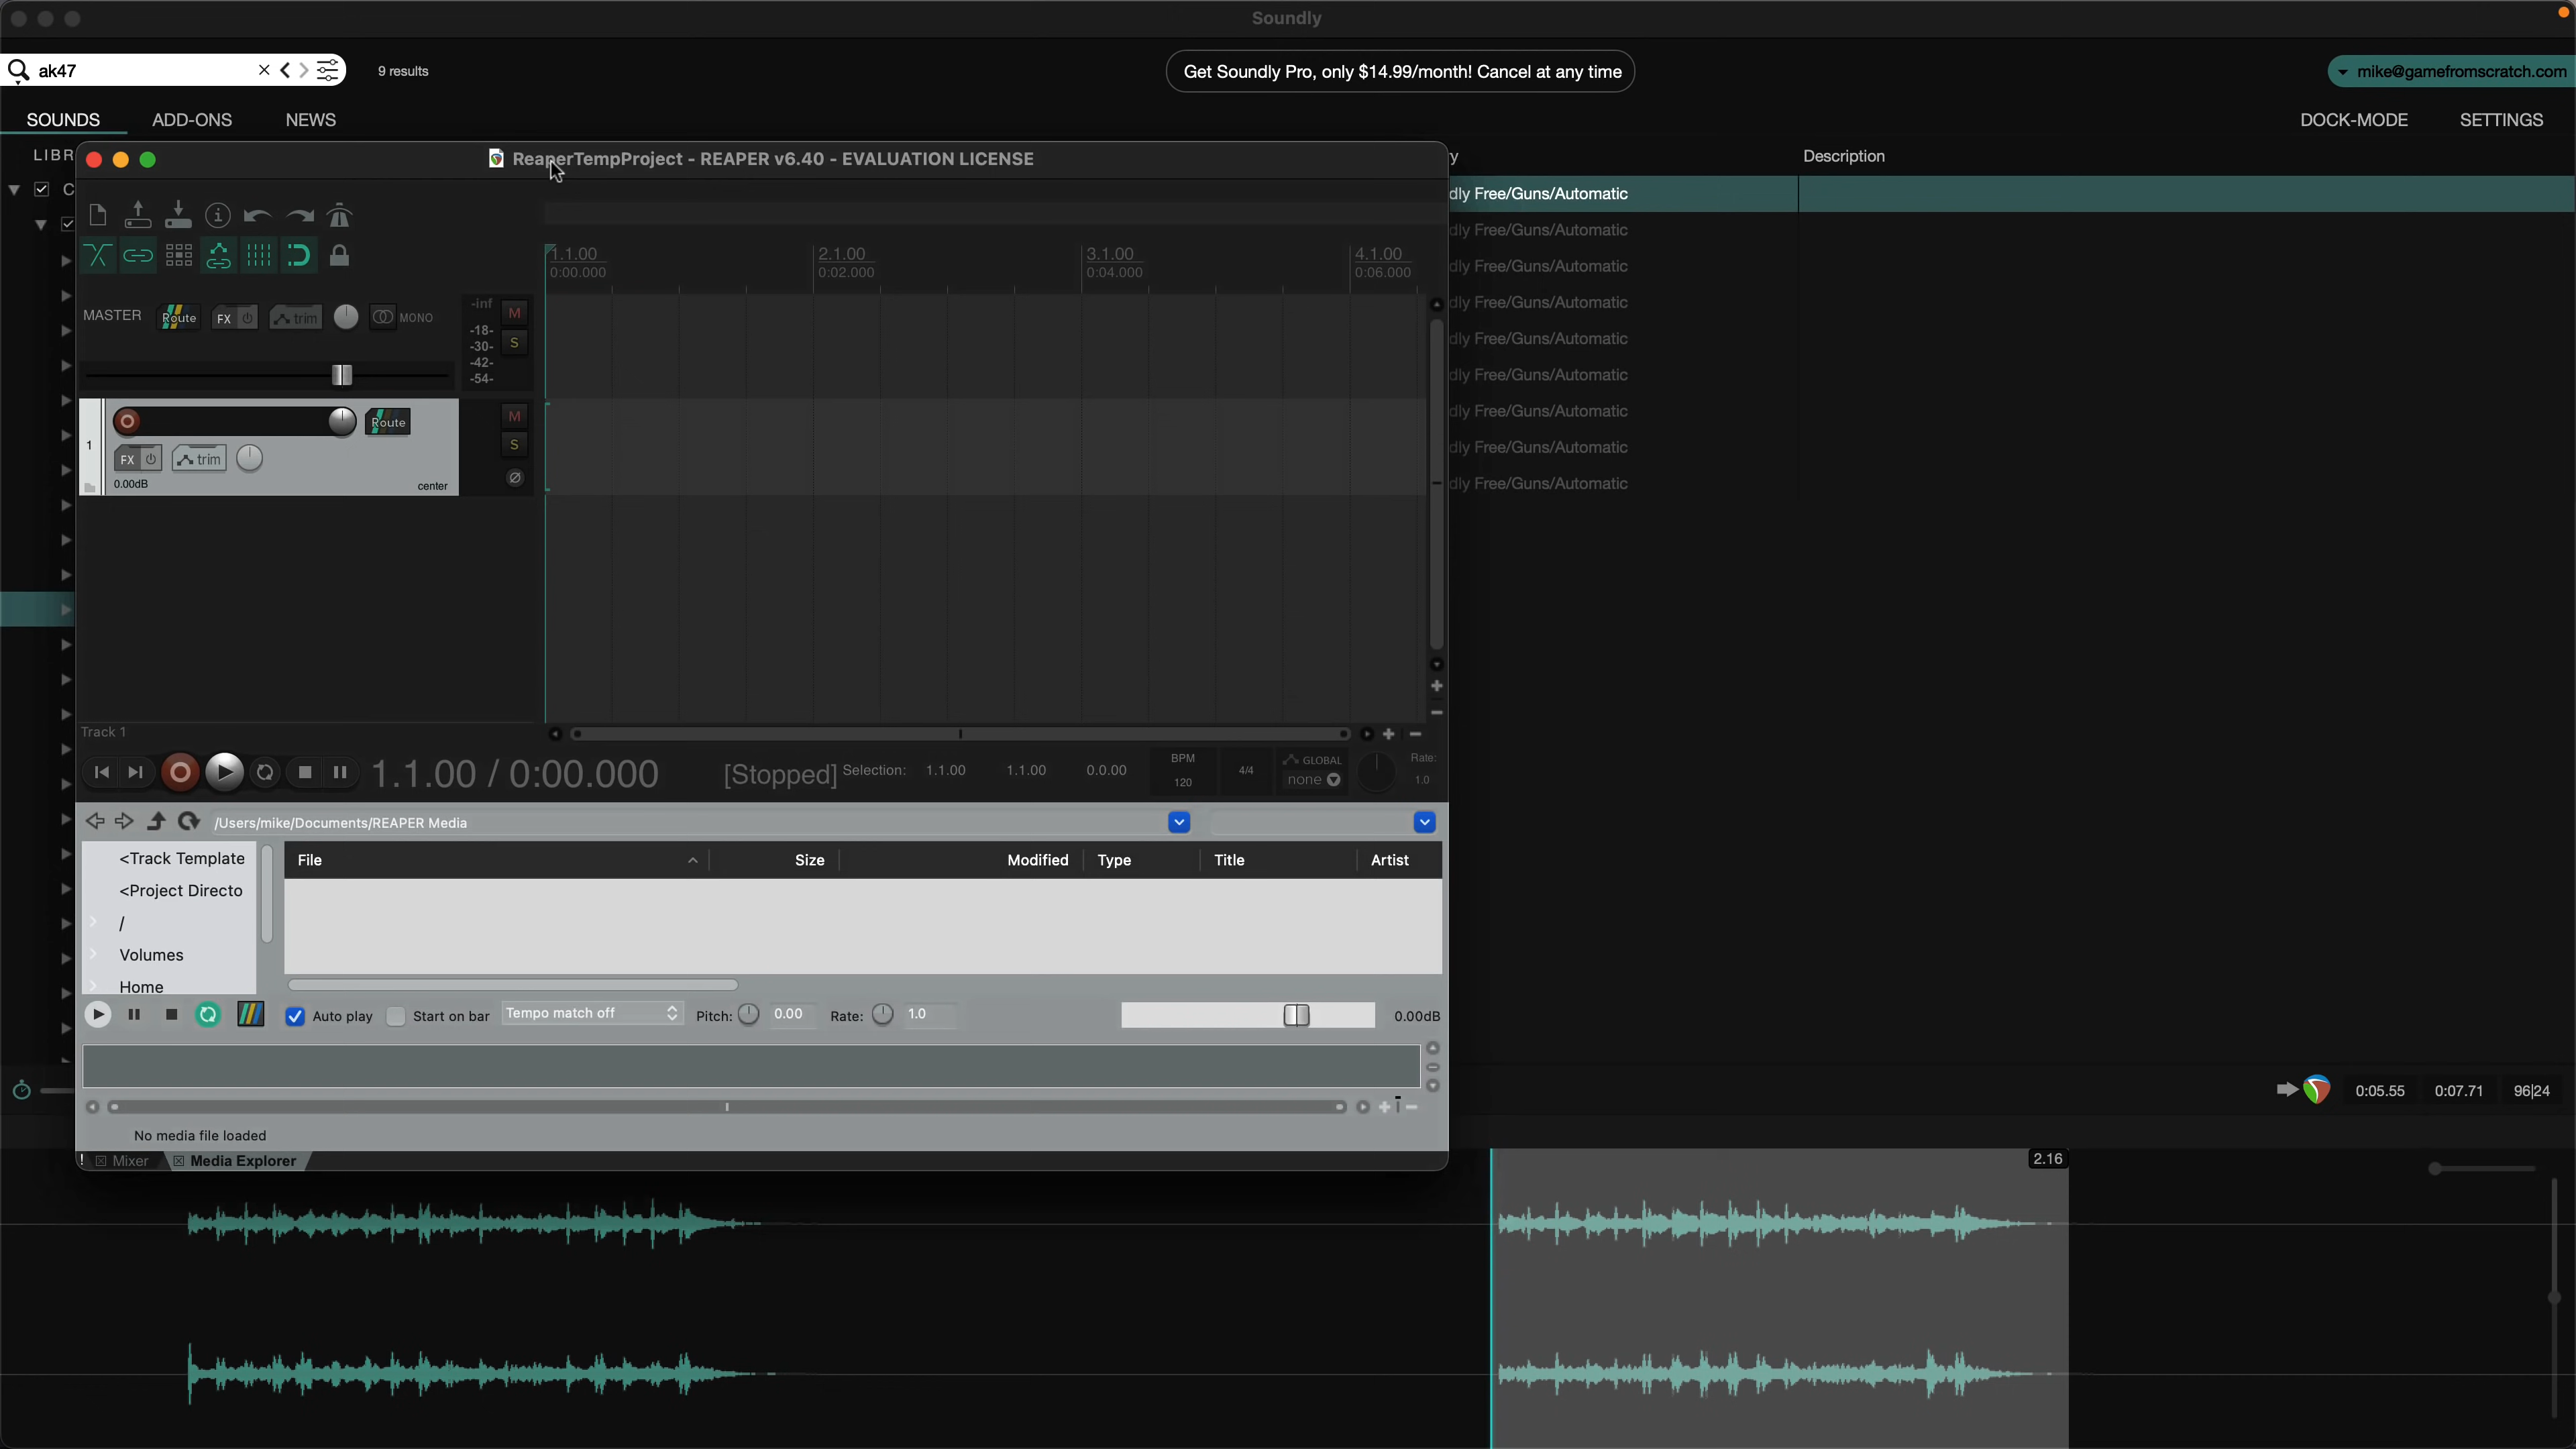 Soundly
ak47
9 results
Get Soundly Pro, only $14.99/month! Cancel at any time
mike@gamefromscratch.com
SOUNDS
ADD-ONS
NEWS
DOCK-MODE
SETTINGS
LIBR
ReaperTempProject - REAPER v6.40 - EVALUATION LICENSE
y
Description
C
dly Free/Guns/Automatic
dly Free/Guns/Automatic
dly Free/Guns/Automatic
dly Free/Guns/Automatic
dly Free/Guns/Automatic
dly Free/Guns/Automatic
dly Free/Guns/Automatic
dly Free/Guns/Automatic
dly Free/Guns/Automatic
1.1.00
0:00.000
2.1.00
0:02.000
3.1.00
0:04.000
4.1.00
0:06.000
MASTER
Route
FX
trim
MONO
-inf
-18-
-30-
-42-
-54-
M
S
1
Route
FX
trim
0.00dB
center
M
S
Track 1
1.1.00 / 0:00.000
[Stopped]
Selection:
1.1.00
1.1.00
0.0.00
BPM
120
4/4
GLOBAL
none
Rate:
1.0
/Users/mike/Documents/REAPER Media
<Track Template
<Project Directo
/
Volumes
Home
File
Size
Modified
Type
Title
Artist
Auto play
Start on bar
Tempo match off
Pitch:
0.00
Rate:
1.0
0.00dB
No media file loaded
! Mixer
Media Explorer
0:05.55
0:07.71
96|24
2.16